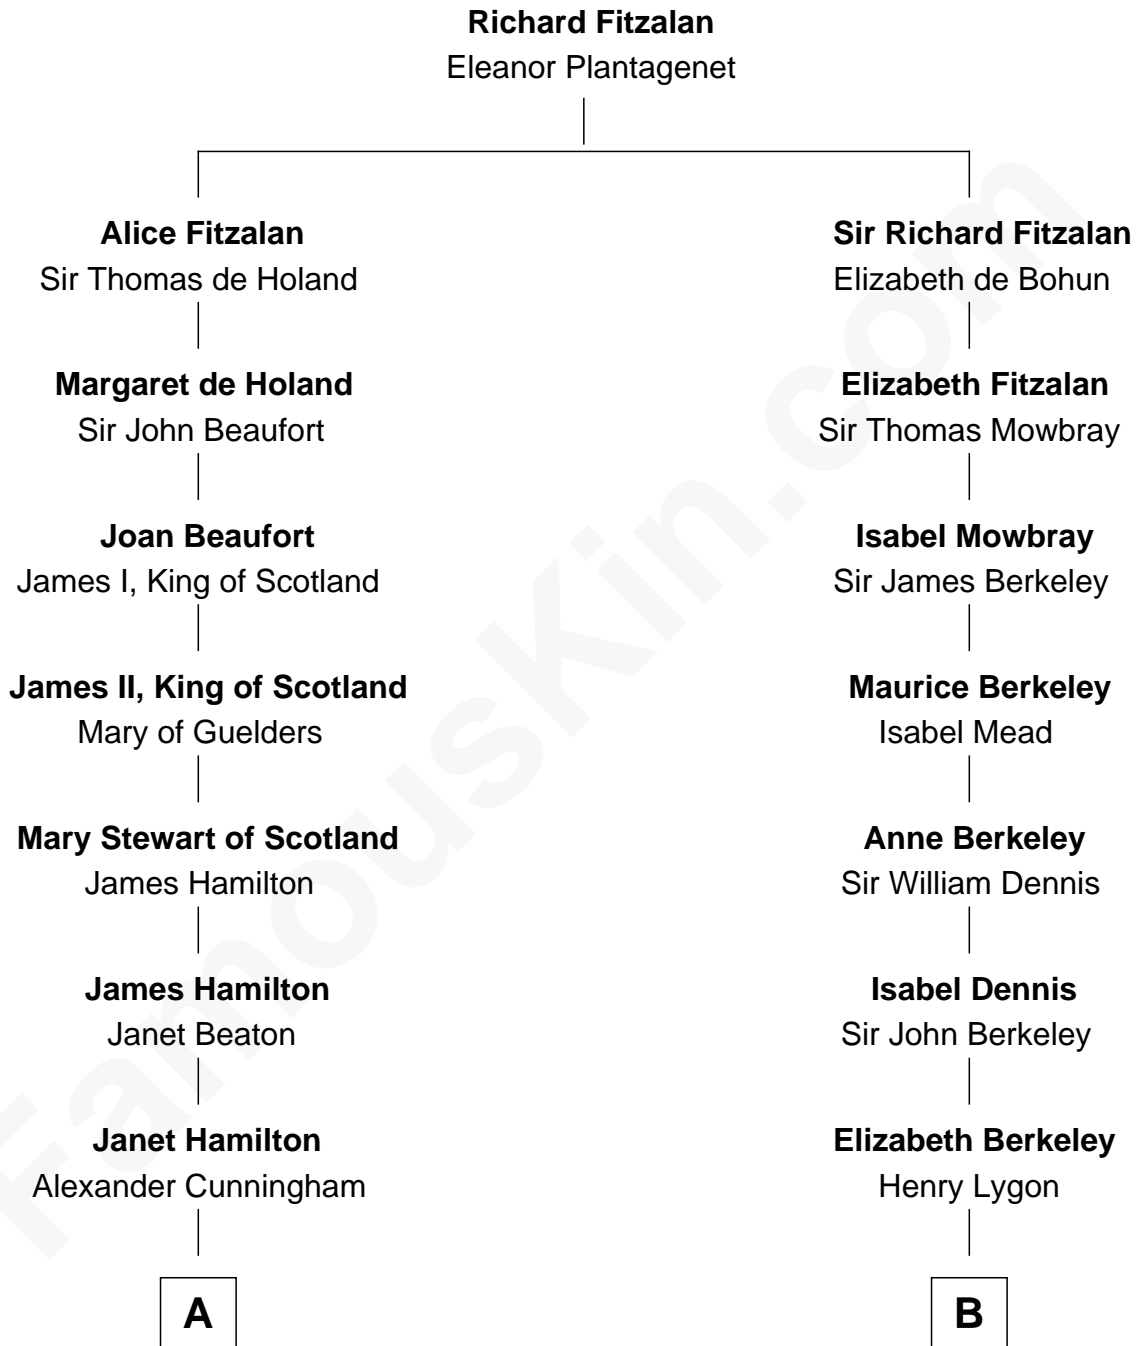 Richard Fitzalan
Eleanor Plantagenet
Alice Fitzalan
Sir Thomas de Holand
Sir Richard Fitzalan
Elizabeth de Bohun
Margaret de Holand
Sir John Beaufort
Elizabeth Fitzalan
Sir Thomas Mowbray
Joan Beaufort
James I, King of Scotland
Isabel Mowbray
Sir James Berkeley
James II, King of Scotland
Mary of Guelders
Maurice Berkeley
Isabel Mead
Mary Stewart of Scotland
James Hamilton
Anne Berkeley
Sir William Dennis
James Hamilton
Janet Beaton
Isabel Dennis
Sir John Berkeley
Janet Hamilton
Alexander Cunningham
Elizabeth Berkeley
Henry Lygon
A
B
FamousKin.com